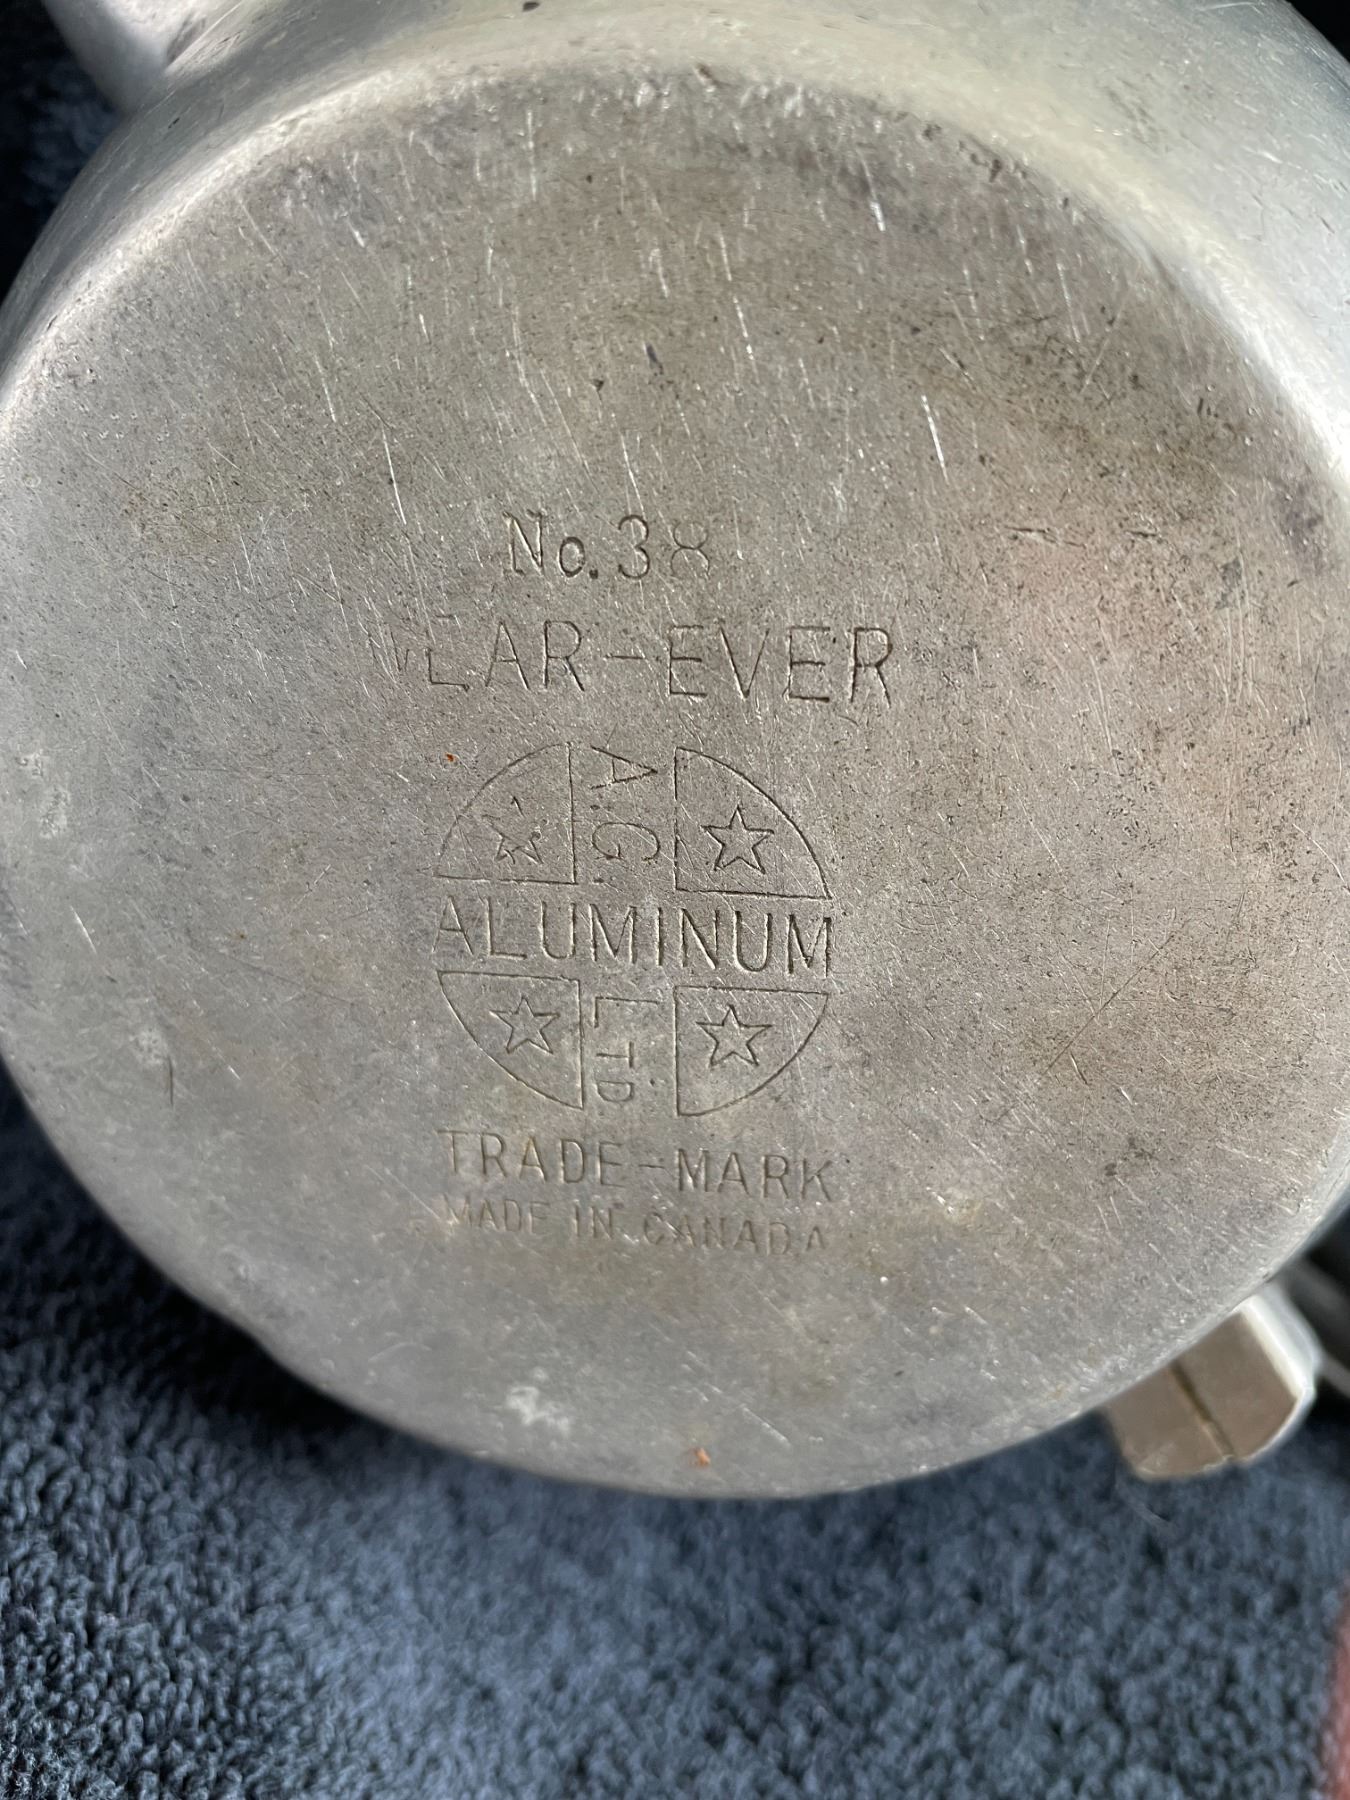 No. 38
WEAR-EVER
A.G.
ALUMINUM
LTD.
TRADE-MARK
MADE IN CANADA